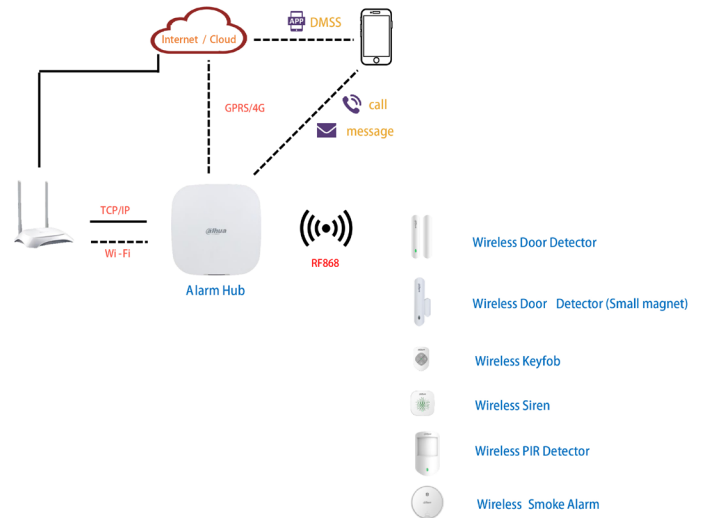 APP DMSS
Internet / Cloud
GPRS/4G
call
message
TCP/IP
Wi-Fi
alhua
RF868
Alarm Hub
Wireless Door Detector
Wireless Door Detector (Small magnet)
Wireless Keyfob
Wireless Siren
Wireless PIR Detector
Wireless Smoke Alarm